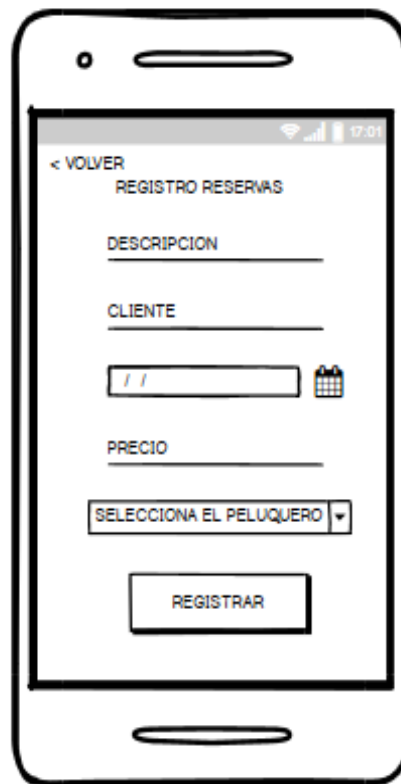 17:01
< VOLVER
REGISTRO RESERVAS
DESCRIPCION
CLIENTE
/ /
PRECIO
SELECCIONA EL PELUQUERO
REGISTRAR